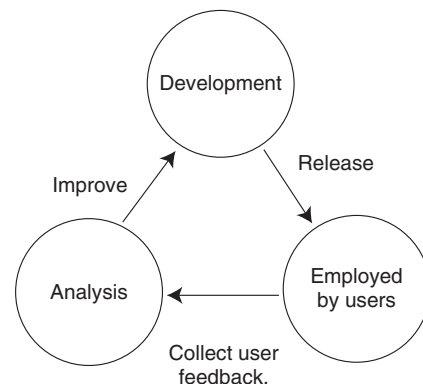 Development
Release
Improve
Employed
by users
Analysis
Collect user
feedback.